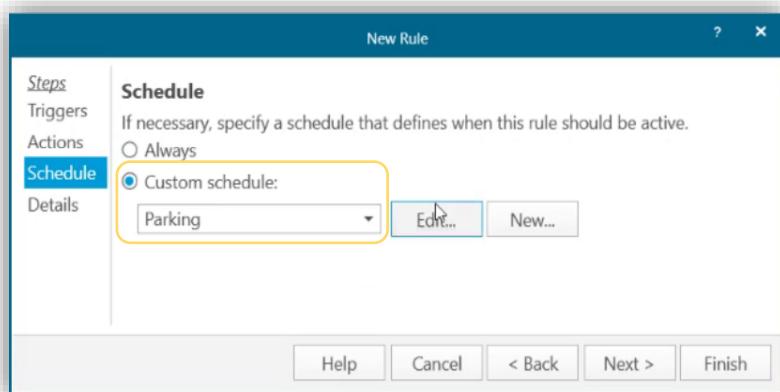 New Rule
? ×
Steps
Triggers
Actions
Schedule
Details
Schedule
If necessary, specify a schedule that defines when this rule should be active.
Always
Custom schedule:
Parking
Edit...
New...
Help
Cancel
< Back
Next >
Finish